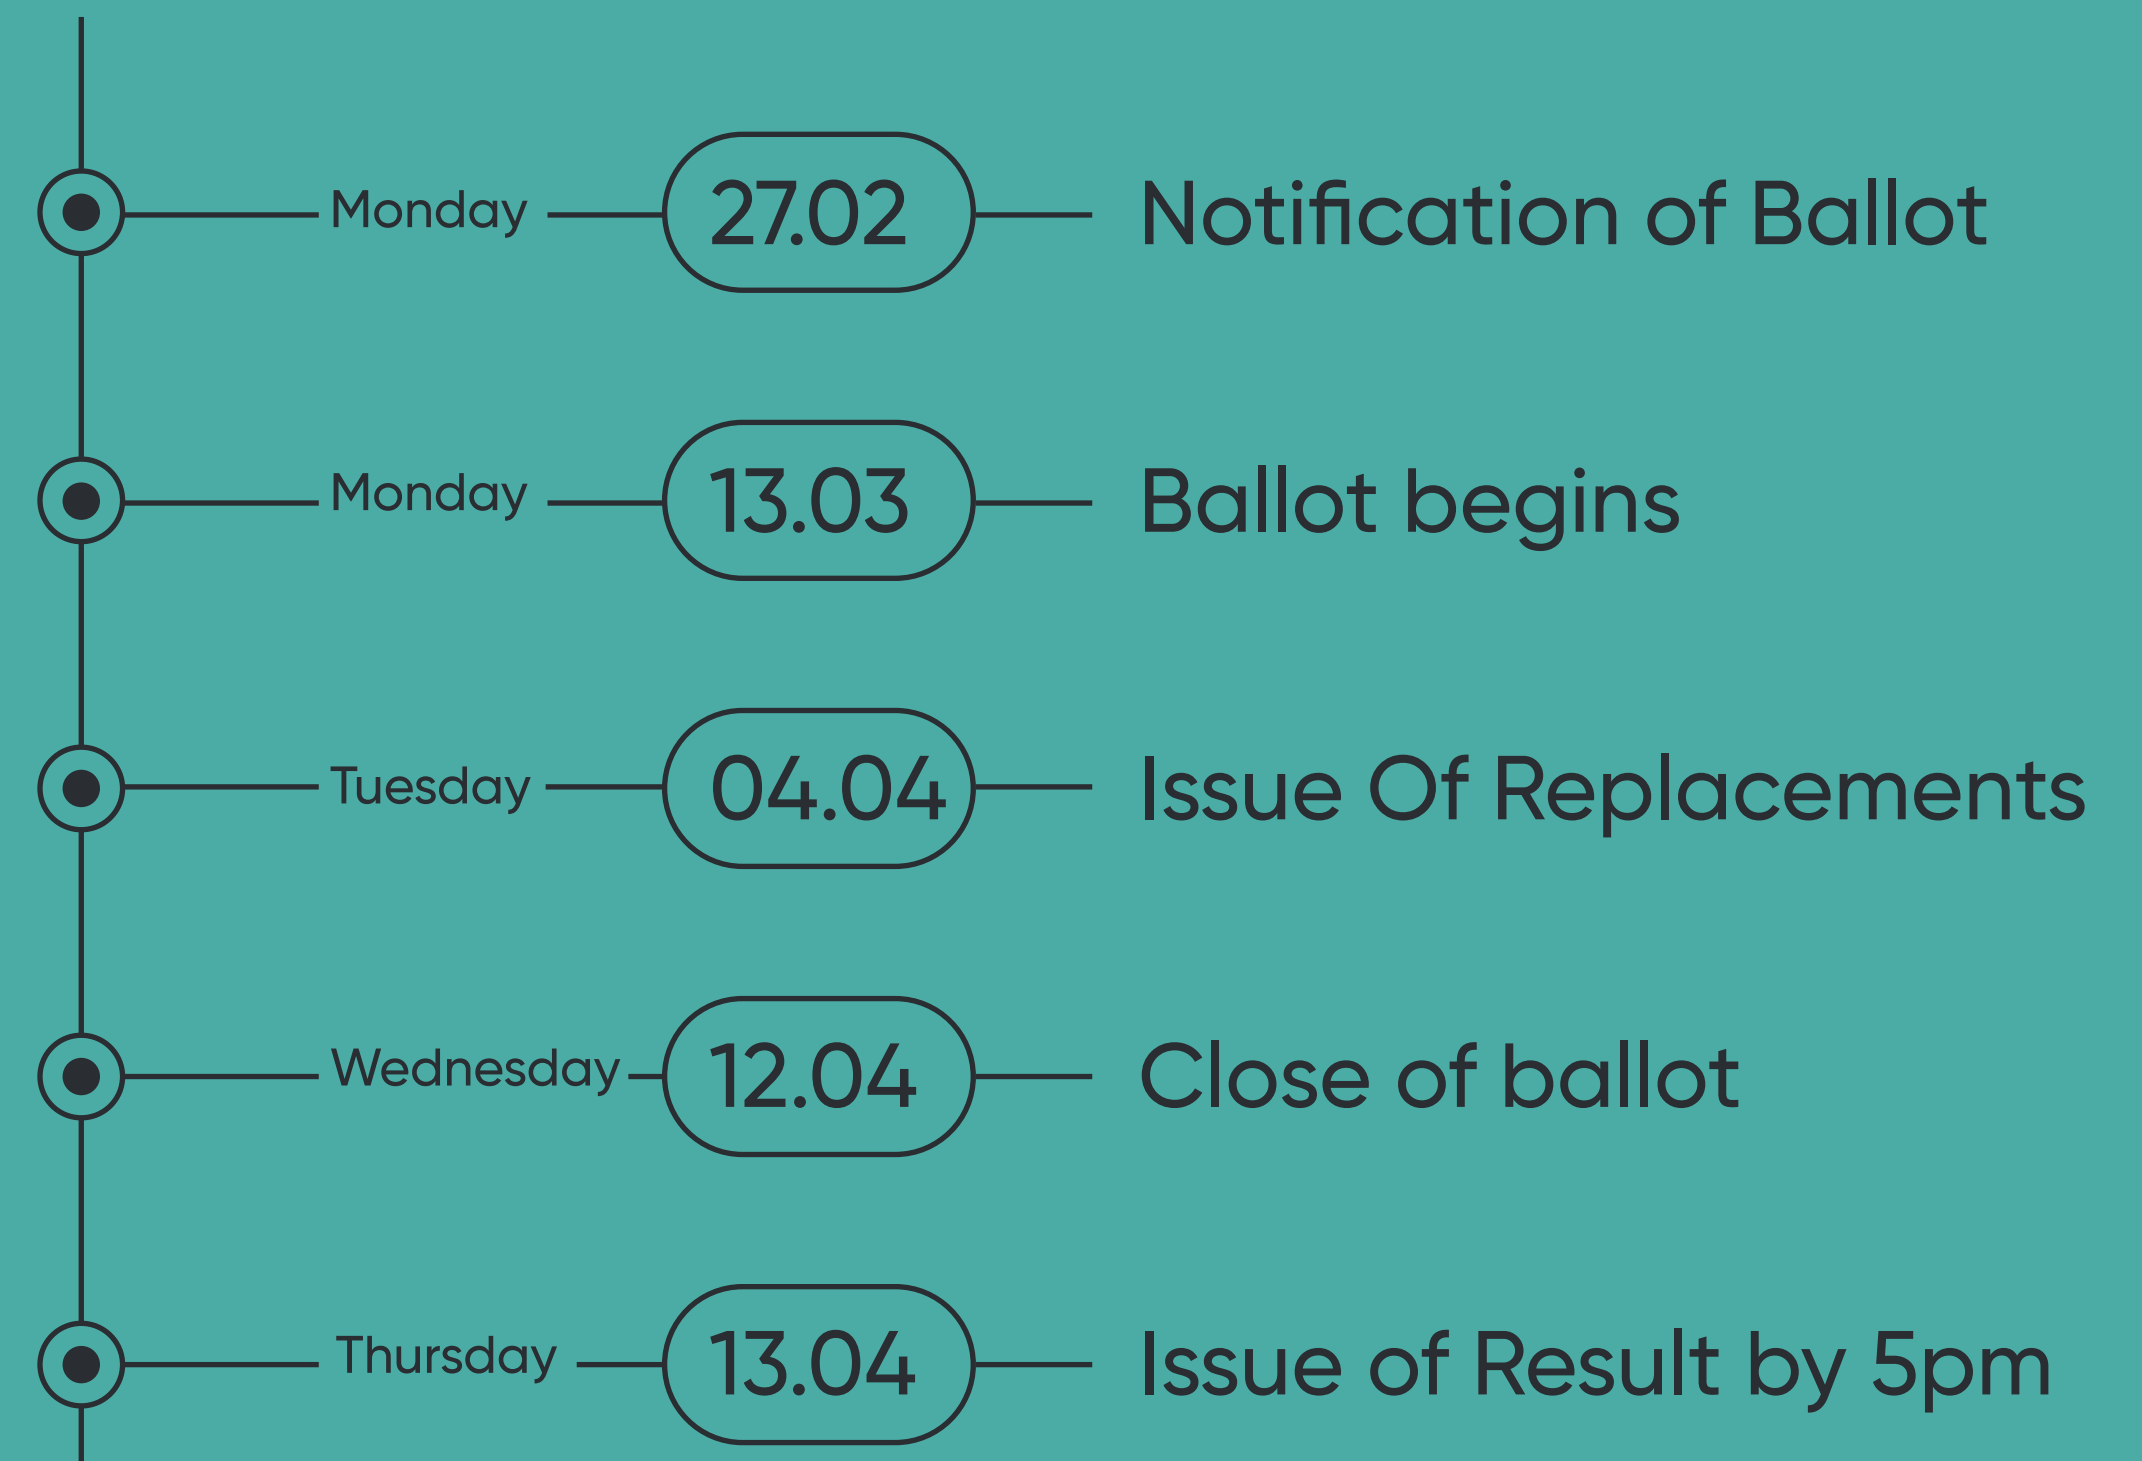 Monday 27.02 Notification of Ballot
Monday 13.03 Ballot begins
Tuesday 04.04 Issue Of Replacements
Wednesday 12.04 Close of ballot
Thursday 13.04 Issue of Result by 5pm